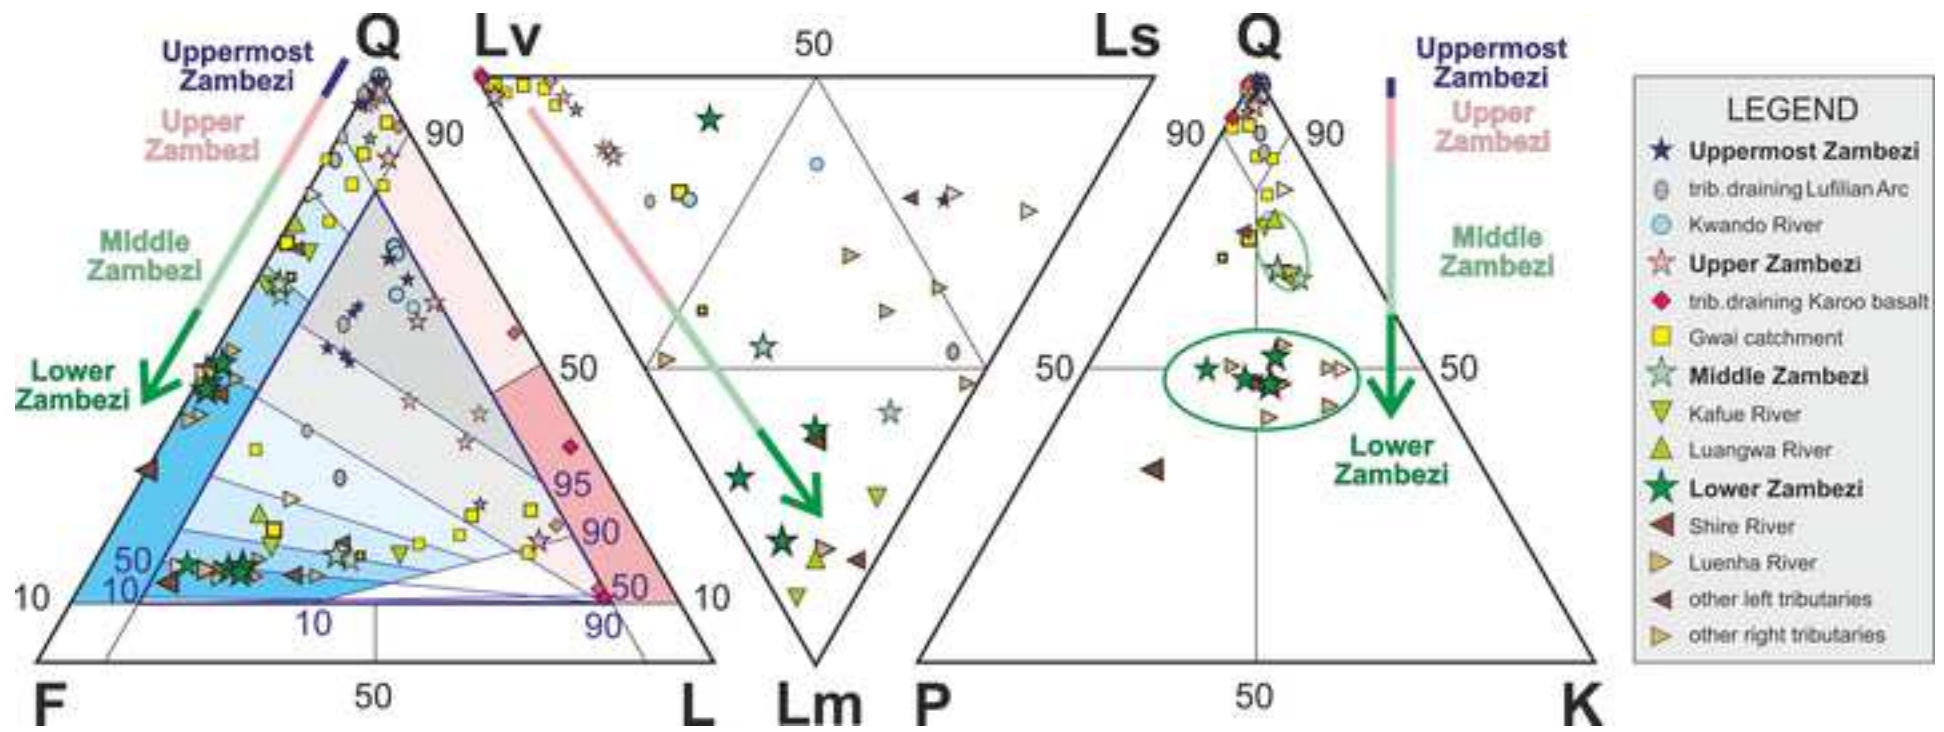 Q
Lv
50
Ls
Q
Uppermost
Zambezi
Upper
Zambezi
Middle
Zambezi
Lower
Zambezi
90
50
10
10
95
90
50
50
10
10
90
F
50
L
Lm
90
90
50
50
Uppermost
Zambezi
Upper
Zambezi
Middle
Zambezi
Lower
Zambezi
P
50
K
LEGEND
Uppermost Zambezi
trib. draining Lufilian Arc
Kwando River
Upper Zambezi
trib. draining Karoo basalt
Gwai catchment
Middle Zambezi
Kafue River
Luangwa River
Lower Zambezi
Shire River
Luenha River
other left tributaries
other right tributaries